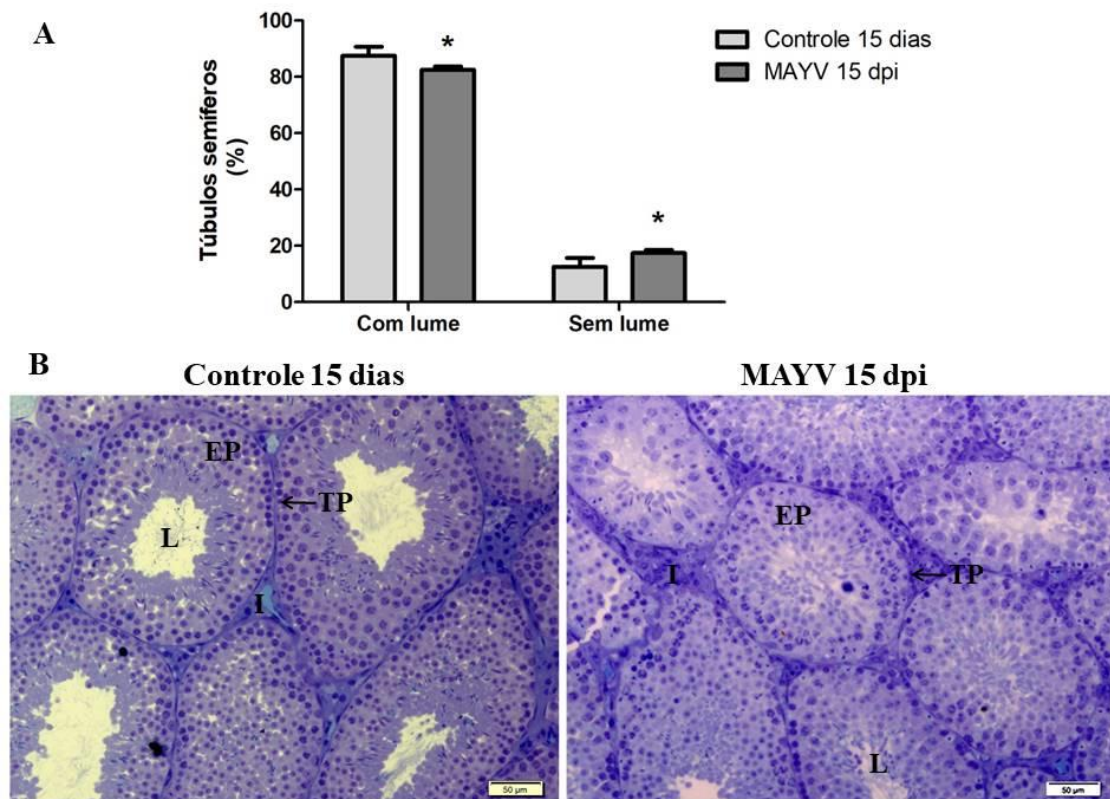 A
100
80
60
40
20
0
Túbulos semíferos
(%)
*
*
Com lume
Sem lume
Controle 15 dias
MAYV 15 dpi
B
Controle 15 dias
MAYV 15 dpi
EP
TP
L
I
50 µm
EP
I
TP
L
50 µm